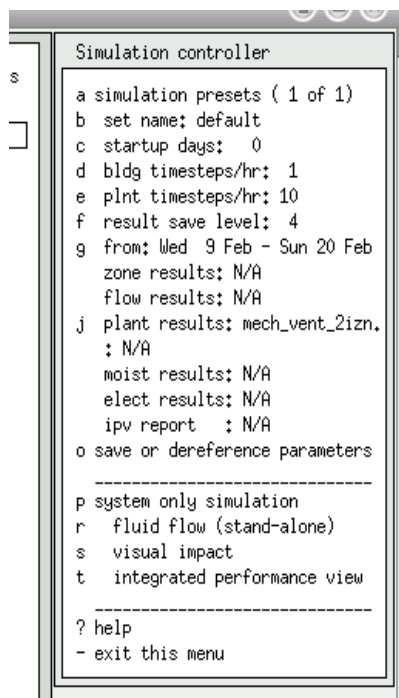 Simulation controller
s
a simulation presets ( 1 of 1)
b set name: default
c startup days: 0
d bldg timesteps/hr: 1
e plnt timesteps/hr: 10
f result save level: 4
g from: Wed 9 Feb - Sun 20 Feb
zone results: N/A
flow results: N/A
j plant results: mech_vent_2izn.
: N/A
moist results: N/A
elect results: N/A
ipv report : N/A
o save or dereference parameters
______________________________
p system only simulation
r fluid flow (stand-alone)
s visual impact
t integrated performance view
______________________________
? help
- exit this menu